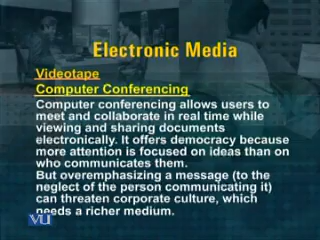 Electronic Media
Videotape
Computer Conferencing
Computer conferencing allows users to
meet and collaborate in real time while
viewing and sharing documents
electronically. It offers democracy because
more attention is focused on ideas than on
who communicates them.
But overemphasizing a message (to the
neglect of the person communicating it)
can threaten corporate culture, which
needs a richer medium.
VU